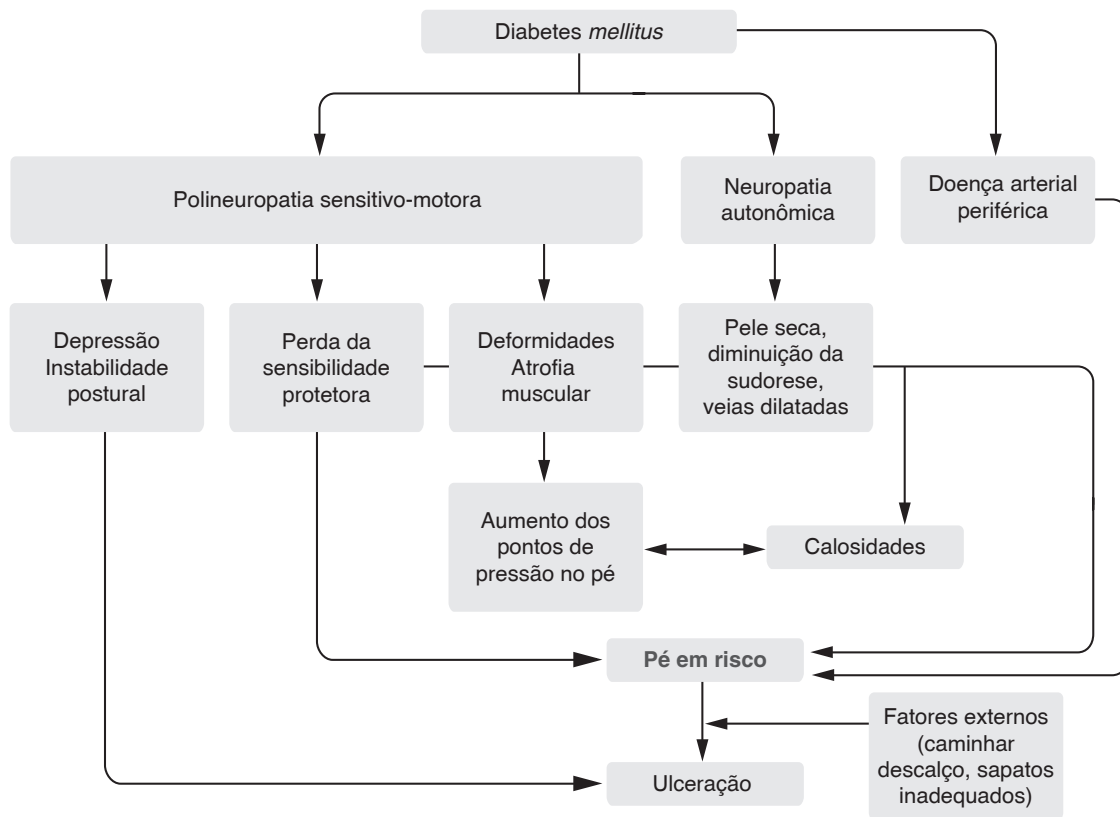 Diabetes mellitus
Polineuropatia sensitivo-motora
Neuropatia
autonômica
Doença arterial
periférica
Depressão
Instabilidade
postural
Perda da
sensibilidade
protetora
Deformidades
Atrofia
muscular
Pele seca,
diminuição da
sudorese,
veias dilatadas
Aumento dos
pontos de
pressão no pé
Calosidades
Pé em risco
Fatores externos
(caminhar
descalço, sapatos
inadequados)
Ulceração